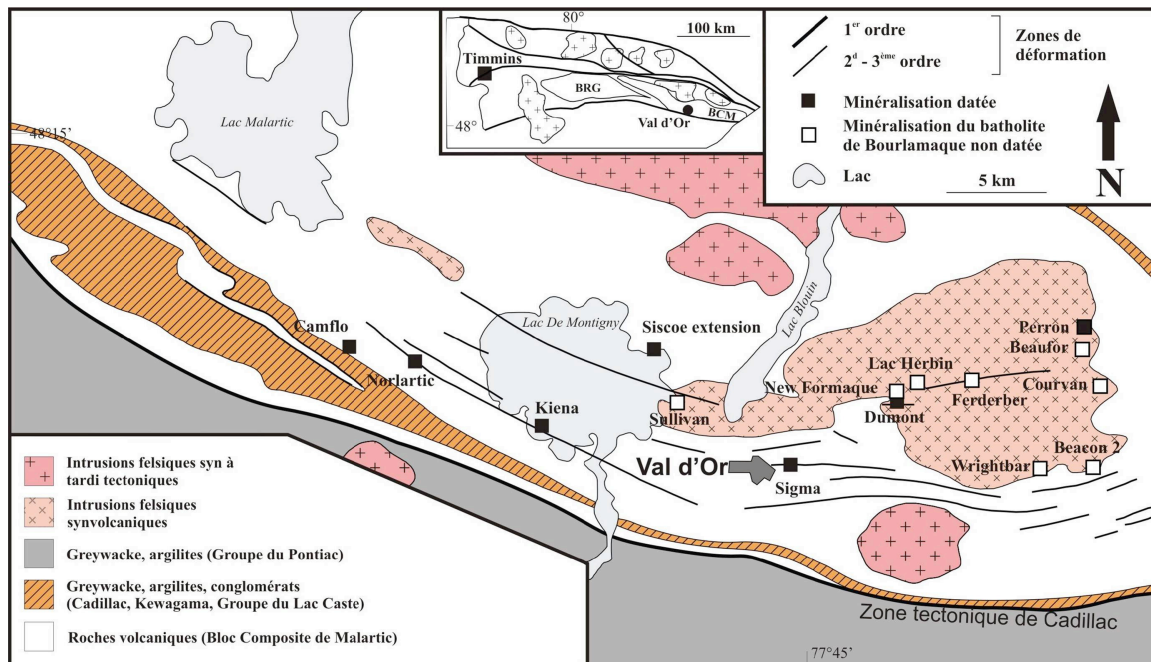 80°
100 km
Timmins
BRG
BCM
Val d'Or
48°
1er ordre
2d - 3ème ordre
Zones de
déformation
Minéralisation datée
Minéralisation du batholite
de Bourlamaque non datée
Lac
5 km
N
48°15'
Lac Malartic
Lac De Montigny
Lac Blouin
Camflo
Norlartic
Kiena
Siscoe extension
Sullivan
Perron
Beaufor
Lac Herbin
New Formaque
Dumont
Ferderber
Courvan
Beacon 2
Wrightbar
Val d'Or
Sigma
Intrusions felsiques syn à
tardi tectoniques
Intrusions felsiques
synvolcaniques
Greywacke, argilites (Groupe du Pontiac)
Greywacke, argilites, conglomérats
(Cadillac, Kewagama, Groupe du Lac Caste)
Roches volcaniques (Bloc Composite de Malartic)
Zone tectonique de Cadillac
77°45'